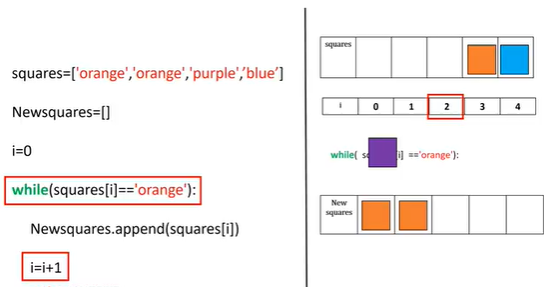 squares=['orange','orange','purple','blue']
Newsquares=[]
i=0
while(squares[i]=='orange'):
Newsquares.append(squares[i])
i=i+1
squares
i 0 1 2 3 4
while( i] =='orange'):
New
squares